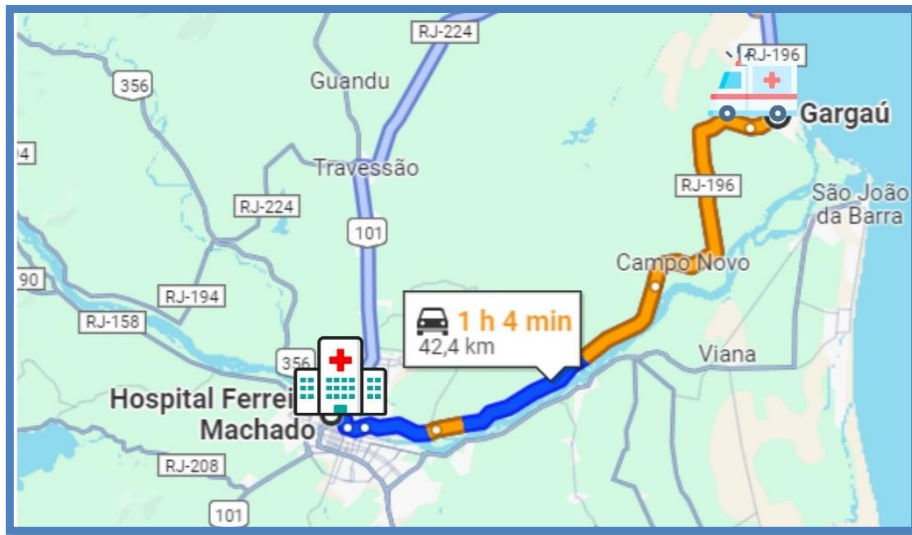 RJ-224
RJ-196
356
Guandu
Gargaú
Travessão
RJ-196
São João
da Barra
RJ-224
101
Campo Novo
RJ-194
RJ-158
1 h 4 min
42,4 km
Viana
356
Hospital Ferrei
Machado
RJ-208
101